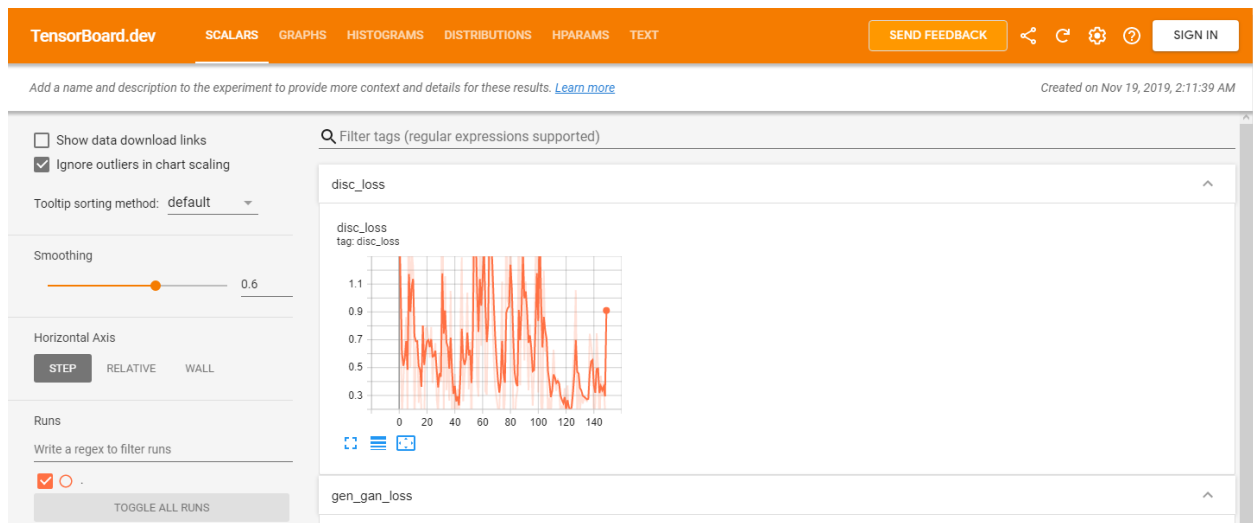 TensorBoard.dev SCALARS GRAPHS HISTOGRAMS DISTRIBUTIONS HPARAMS TEXT SEND FEEDBACK SIGN IN
Add a name and description to the experiment to provide more context and details for these results. Learn more Created on Nov 19, 2019, 2:11:39 AM
Show data download links
Ignore outliers in chart scaling
Tooltip sorting method: default
Smoothing
0.6
Horizontal Axis
STEP RELATIVE WALL
Runs
Write a regex to filter runs
.
TOGGLE ALL RUNS
Filter tags (regular expressions supported)
disc_loss
disc_loss
tag: disc_loss
1.1
0.9
0.7
0.5
0.3
0 20 40 60 80 100 120 140
gen_gan_loss